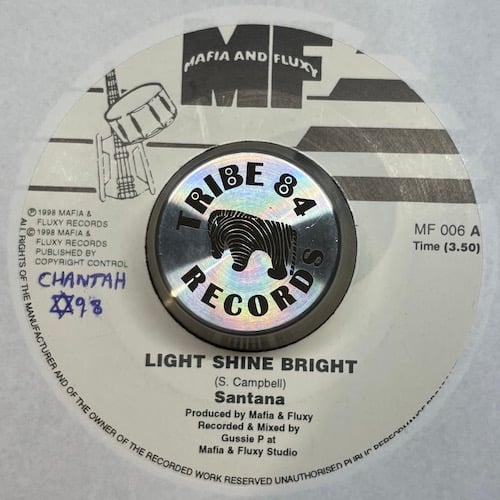 MF
MAFIA AND FLUXY
TRIBE 84
RECORDS
℗ 1998 MAFIA &
FLUXY RECORDS
© 1998 MAFIA &
FLUXY RECORDS
PUBLISHED BY
COPYRIGHT CONTROL
CHANTAH
✡98
MF 006 A
Time (3.50)
LIGHT SHINE BRIGHT
(S. Campbell)
Santana
Produced by Mafia & Fluxy
Recorded & Mixed by
Gussie P at
Mafia & Fluxy Studio
ALL RIGHTS OF THE MANUFACTURER AND OF THE OWNER OF THE RECORDED WORK RESERVED UNAUTHORISED PUBLIC PERFORMANCE